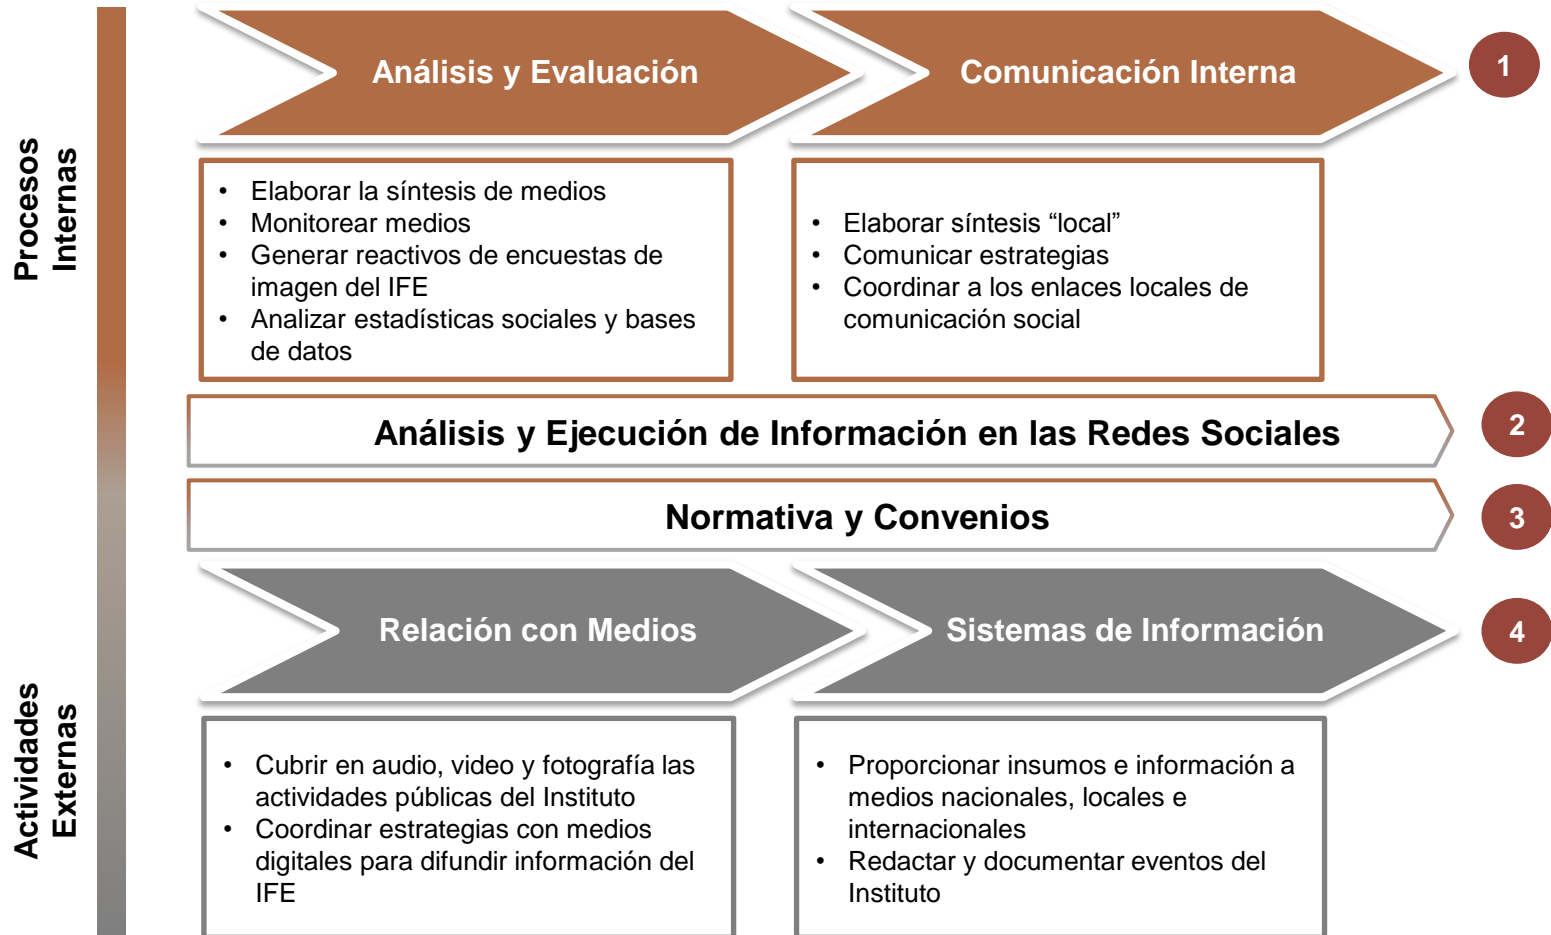 Procesos
Internas
Análisis y Evaluación
Comunicación Interna
1
• Elaborar la síntesis de medios
• Monitorear medios
• Generar reactivos de encuestas de
imagen del IFE
• Analizar estadísticas sociales y bases
de datos
• Elaborar síntesis “local”
• Comunicar estrategias
• Coordinar a los enlaces locales de
comunicación social
Análisis y Ejecución de Información en las Redes Sociales
2
Normativa y Convenios
3
Actividades
Externas
Relación con Medios
Sistemas de Información
4
• Cubrir en audio, video y fotografía las
actividades públicas del Instituto
• Coordinar estrategias con medios
digitales para difundir información del
IFE
• Proporcionar insumos e información a
medios nacionales, locales e
internacionales
• Redactar y documentar eventos del
Instituto